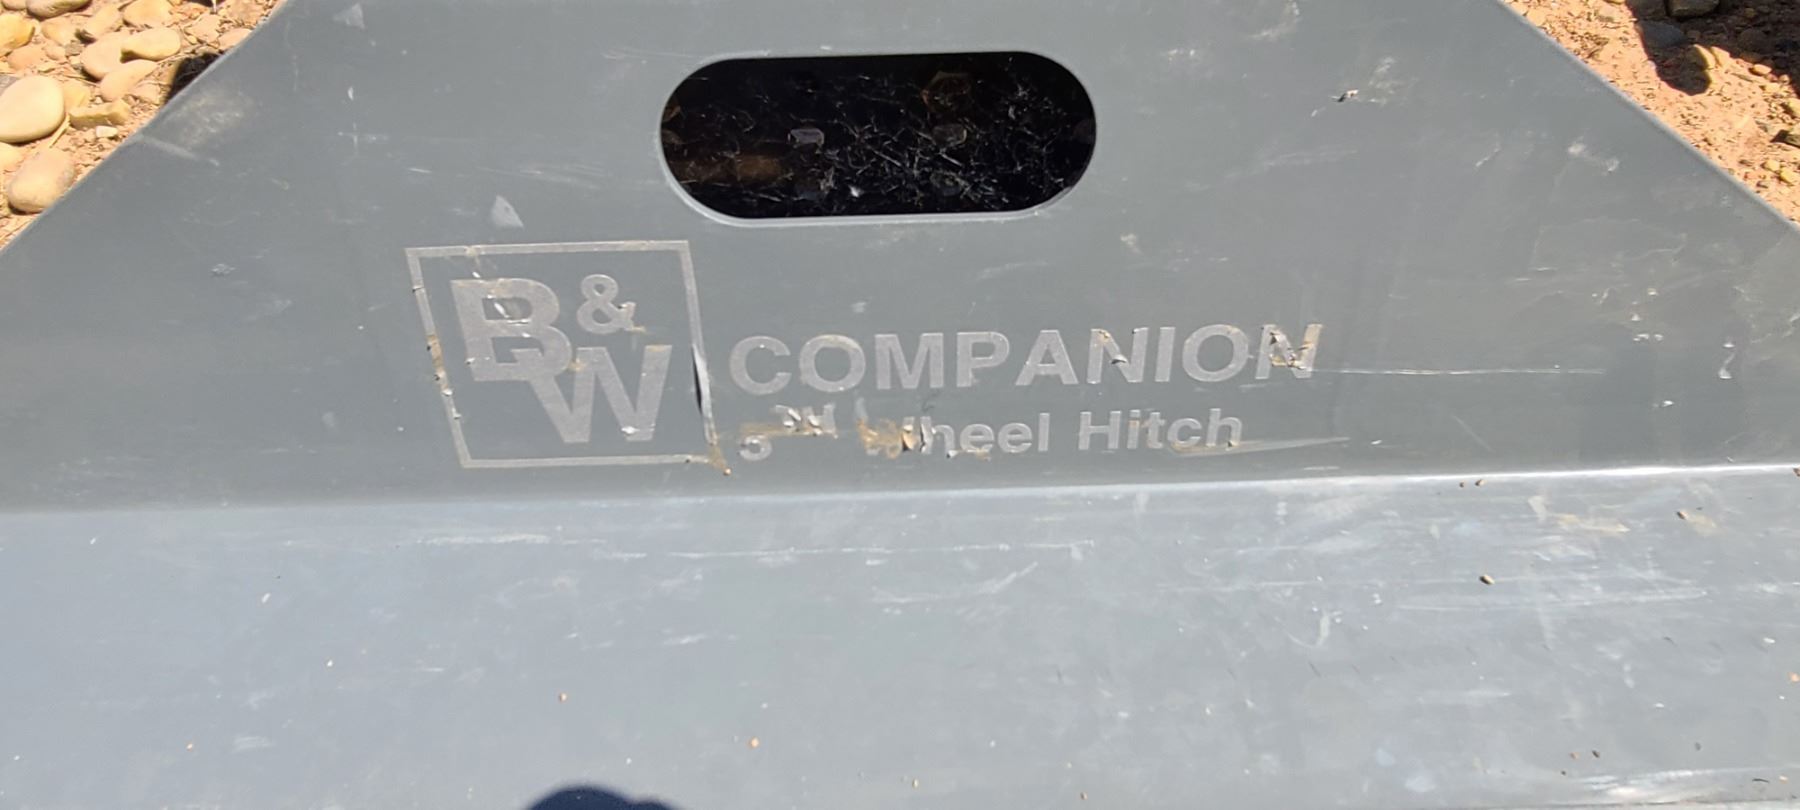 B&W
COMPANION
5TH Wheel Hitch